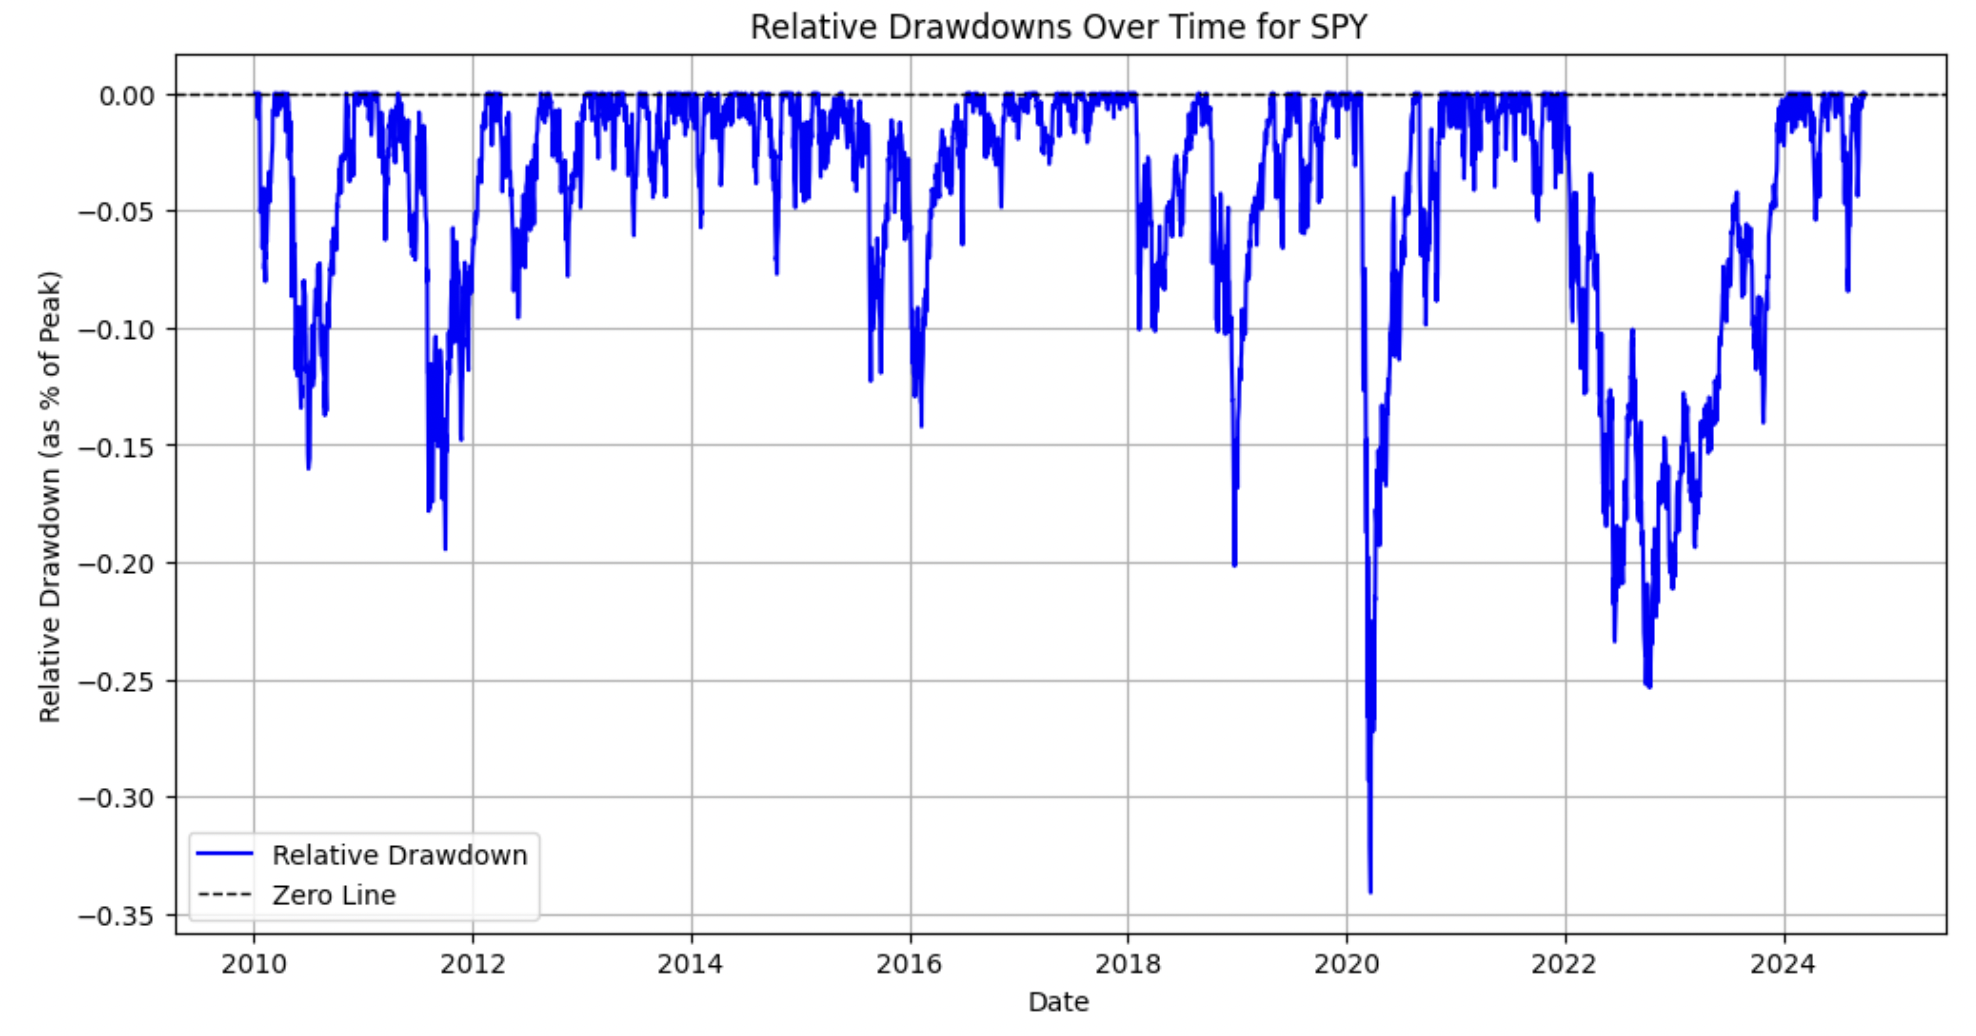 Relative Drawdowns Over Time for SPY
Relative Drawdown (as % of Peak)
0.00
−0.05
−0.10
−0.15
−0.20
−0.25
−0.30
−0.35
Relative Drawdown
Zero Line
2010 2012 2014 2016 2018 2020 2022 2024
Date